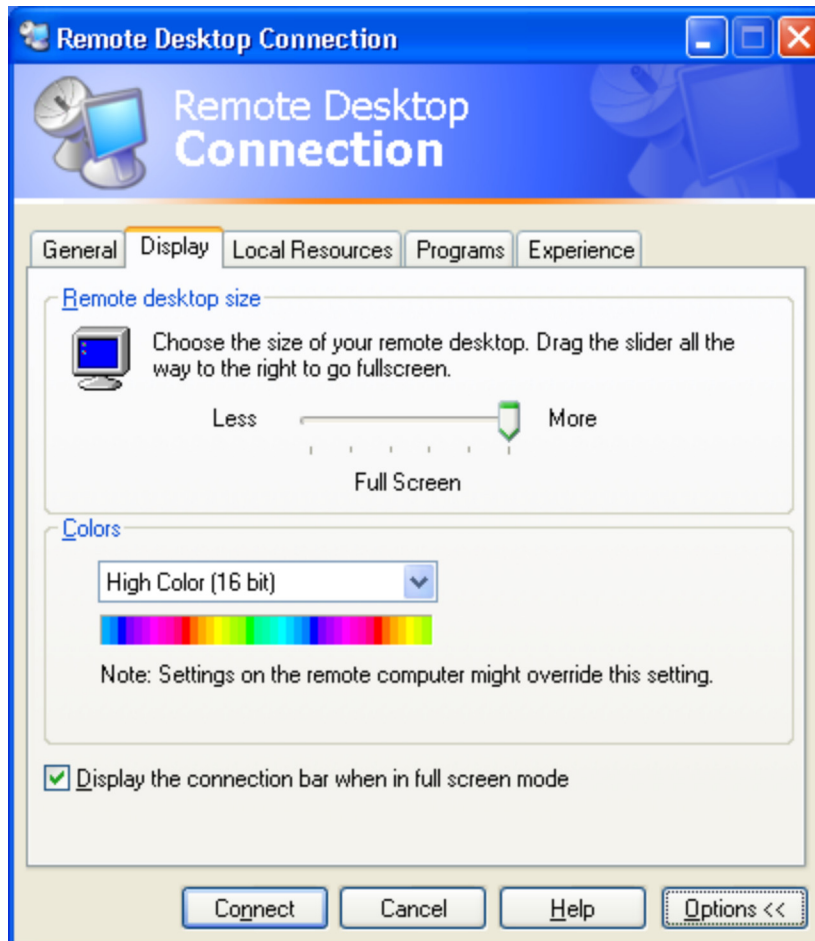 Remote Desktop Connection
Remote Desktop
Connection
General Display Local Resources Programs Experience
Remote desktop size
Choose the size of your remote desktop. Drag the slider all the
way to the right to go fullscreen.
Less More
Full Screen
Colors
High Color (16 bit)
Note: Settings on the remote computer might override this setting.
Display the connection bar when in full screen mode
Connect Cancel Help Options <<